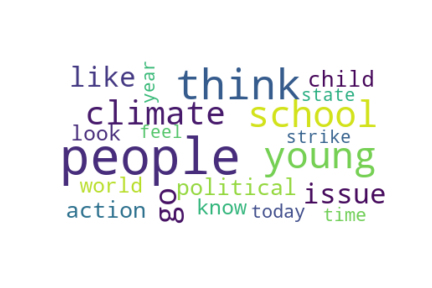 like year think child
state
climate school
look feel strike
people young
world political issue
action go know today time